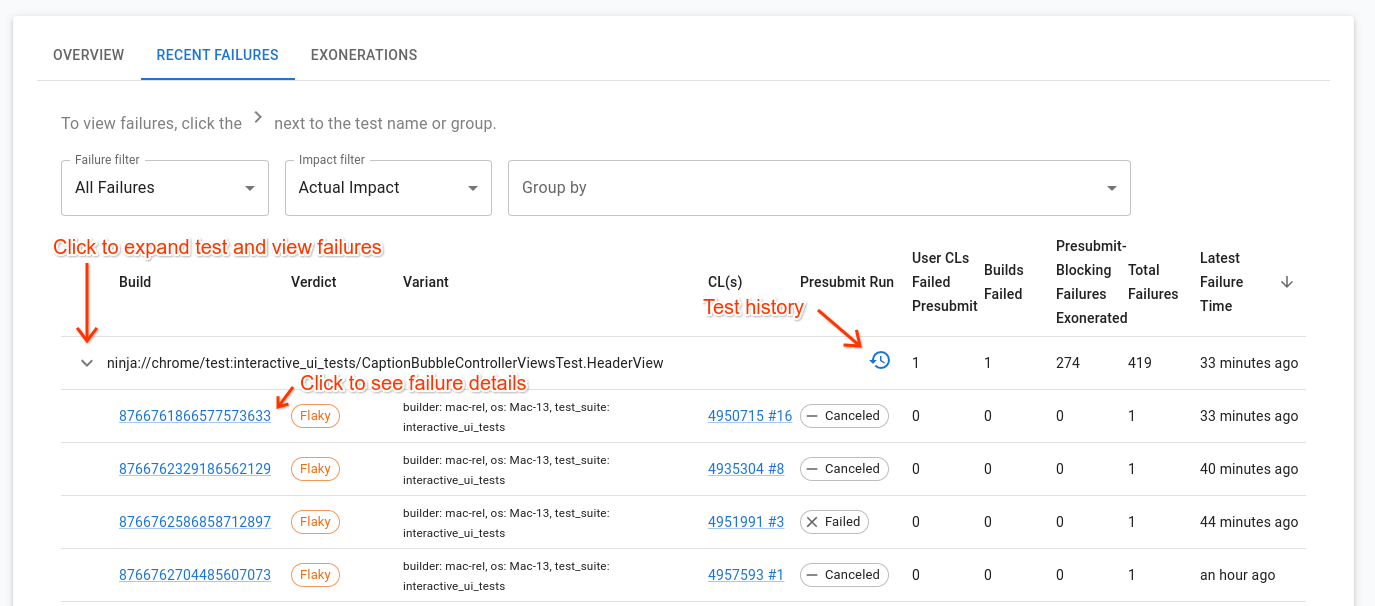 OVERVIEW RECENT FAILURES EXONERATIONS
To view failures, click the > next to the test name or group.
Failure filter Impact filter
All Failures Actual Impact Group by
Click to expand test and view failures
Build Verdict Variant CL(s) Presubmit Run User CLs Failed Presubmit Builds Failed Presubmit-Blocking Failures Exonerated Total Failures Latest Failure Time
Test history
ninja://chrome/test:interactive_ui_tests/CaptionBubbleControllerViewsTest.HeaderView 1 1 274 419 33 minutes ago
Click to see failure details
8766761866577573633 Flaky builder: mac-rel, os: Mac-13, test_suite: interactive_ui_tests 4950715 #16 Canceled 0 0 0 1 33 minutes ago
8766762329186562129 Flaky builder: mac-rel, os: Mac-13, test_suite: interactive_ui_tests 4935304 #8 Canceled 0 0 0 1 40 minutes ago
8766762586858712897 Flaky builder: mac-rel, os: Mac-13, test_suite: interactive_ui_tests 4951991 #3 Failed 0 0 0 1 44 minutes ago
8766762704485607073 Flaky builder: mac-rel, os: Mac-13, test_suite: interactive_ui_tests 4957593 #1 Canceled 0 0 0 1 an hour ago